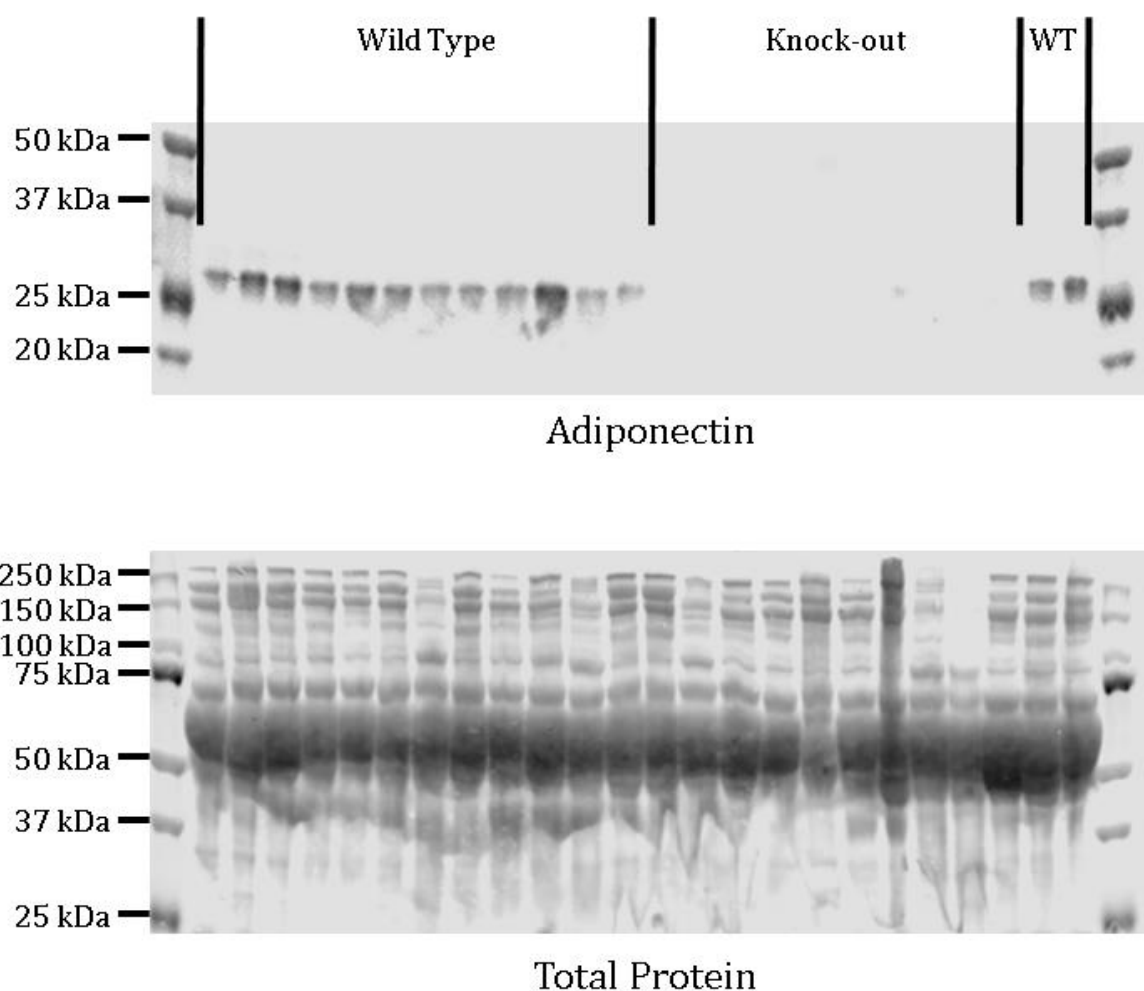 Wild Type Knock-out WT
50 kDa
37 kDa
25 kDa
20 kDa
Adiponectin
250 kDa
150 kDa
100 kDa
75 kDa
50 kDa
37 kDa
25 kDa
Total Protein